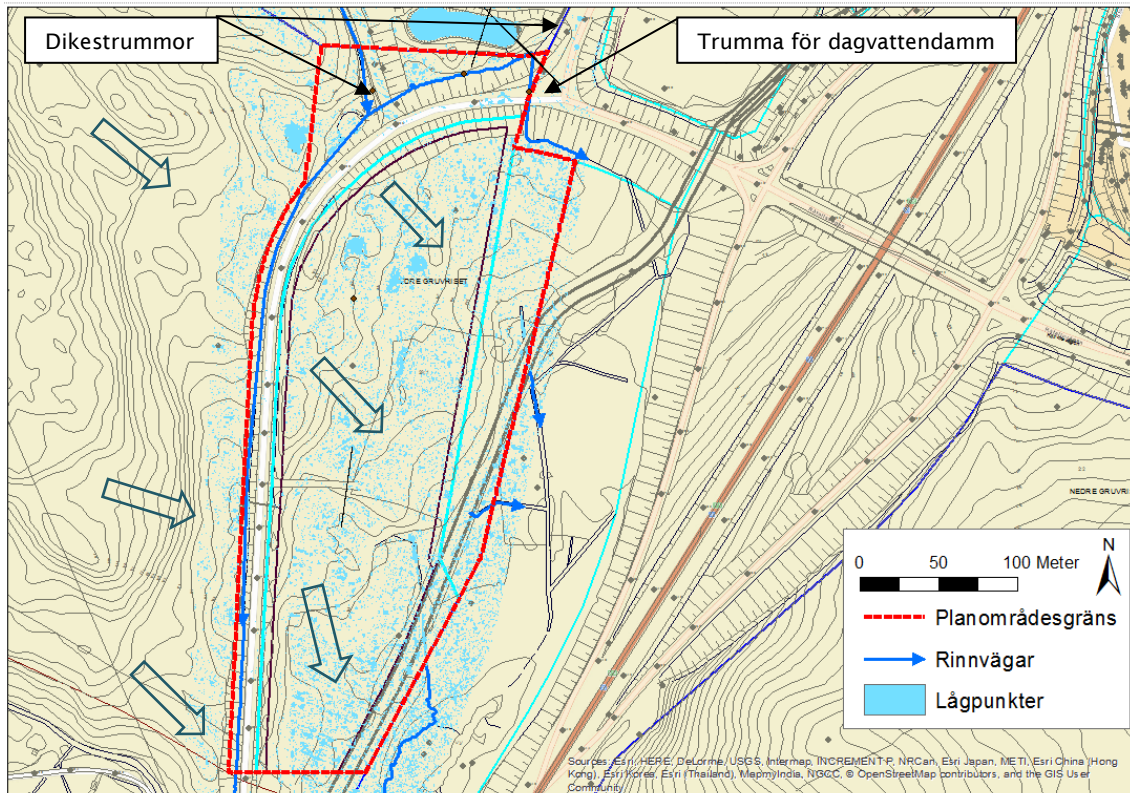 Dikestrummor
Trumma för dagvattendamm
NEDRE GRUVRISET
NEDRE GRUVRI
0 50 100 Meter
N
Planområdesgräns
Rinnvägar
Lågpunkter
Sources: Esri, HERE, DeLorme, USGS, Intermap, INCREMENT P, NRCan, Esri Japan, METI, Esri China (Hong
Kong), Esri Korea, Esri (Thailand), MapmyIndia, NGCC, © OpenStreetMap contributors, and the GIS User
Community